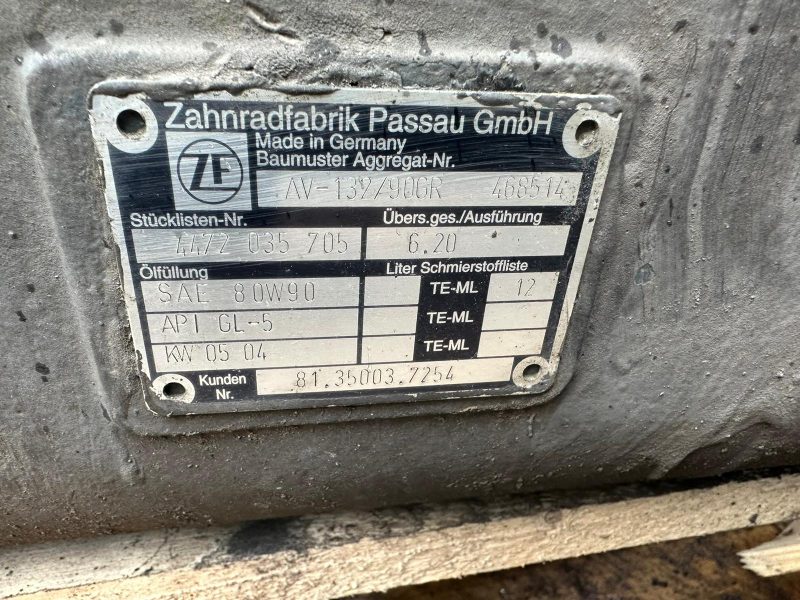 Zahnradfabrik Passau GmbH
Made in Germany
Baumuster Aggregat-Nr.
ZF
AV-132/90GR 468514
Stücklisten-Nr. Übers.ges./Ausführung
4472 035 705 6.20
Ölfüllung Liter Schmierstoffliste
SAE 80W90 TE-ML 12
API GL-5 TE-ML
KW 05 04 TE-ML
Kunden
Nr. 81.35003.7254